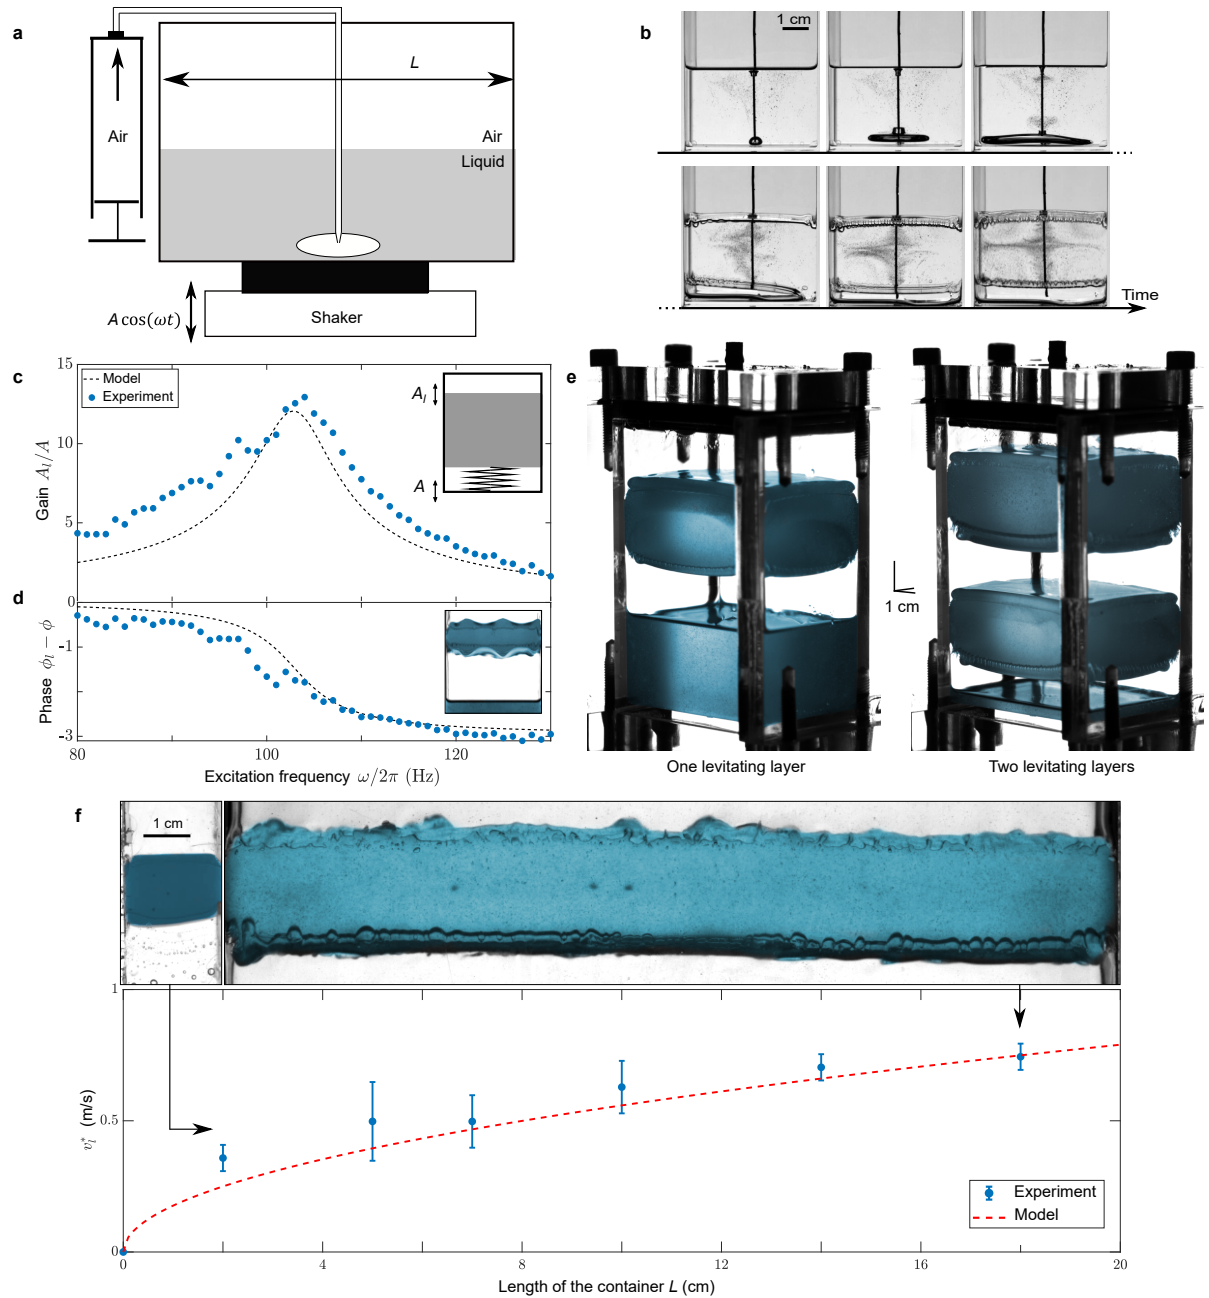 a
L
Air
Air
Liquid
A cos(ωt)
Shaker
b
1 cm
Time
c
15
10
5
0
Gain A_l/A
Model
Experiment
A_l
A
d
0
-1
-3
Phase ϕ_l − ϕ
80
100
120
Excitation frequency ω/2π (Hz)
e
1 cm
One levitating layer
Two levitating layers
f
1 cm
1
0.5
0
v_l^* (m/s)
Experiment
Model
0
4
8
12
16
20
Length of the container L (cm)